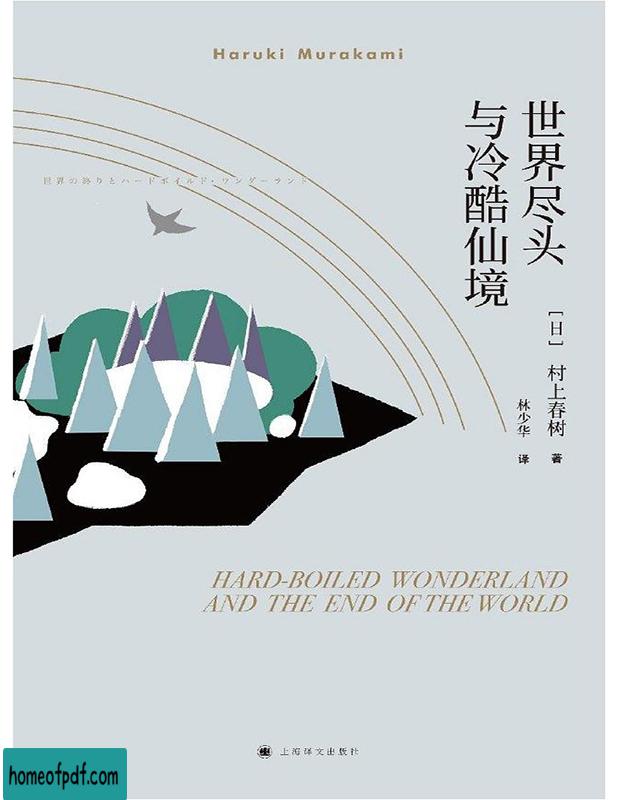 Haruki Murakami
世界尽头
与冷酷仙境
[日] 村上春树 著
林少华 译
世界の終りとハードボイルド・ワンダーランド
HARD-BOILED WONDERLAND
AND THE END OF THE WORLD
上海译文出版社
homeofpdf.com